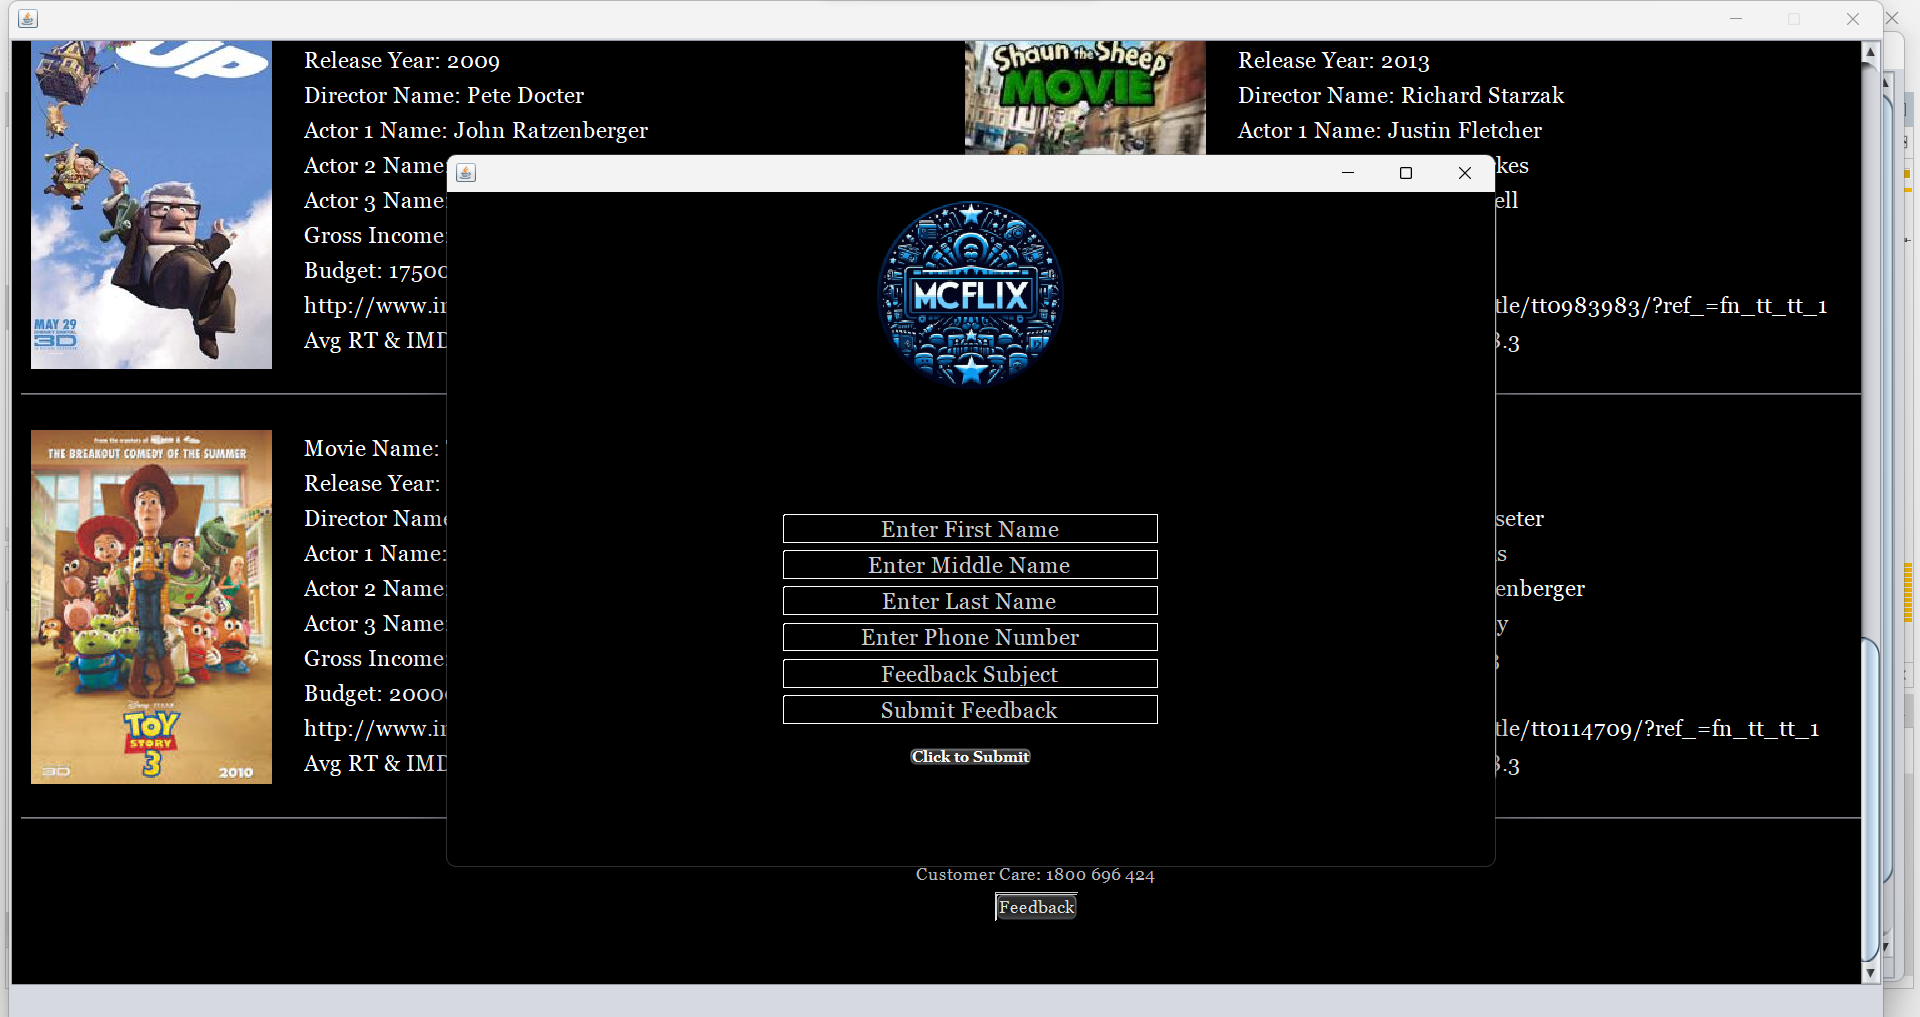 UP
Release Year: 2009
Director Name: Pete Docter
Actor 1 Name: John Ratzenberger
Actor 2 Name:
Actor 3 Name:
Gross Income:
Budget: 17500
http://www.i
Avg RT & IMD
MAY 29
3D
Shaun the Sheep
MOVIE
Release Year: 2013
Director Name: Richard Starzak
Actor 1 Name: Justin Fletcher
kes
ell
tle/tt0983983/?ref_=fn_tt_tt_1
.3
MCFLIX
Enter First Name
Enter Middle Name
Enter Last Name
Enter Phone Number
Feedback Subject
Submit Feedback
Click to Submit
THE BREAKOUT COMEDY OF THE SUMMER
TOY
STORY
3
3D
2010
Movie Name:
Release Year:
Director Name
Actor 1 Name:
Actor 2 Name:
Actor 3 Name:
Gross Income:
Budget: 2000
http://www.i
Avg RT & IMD
seter
s
enberger
y
tle/tt0114709/?ref_=fn_tt_tt_1
.3
Customer Care: 1800 696 424
Feedback